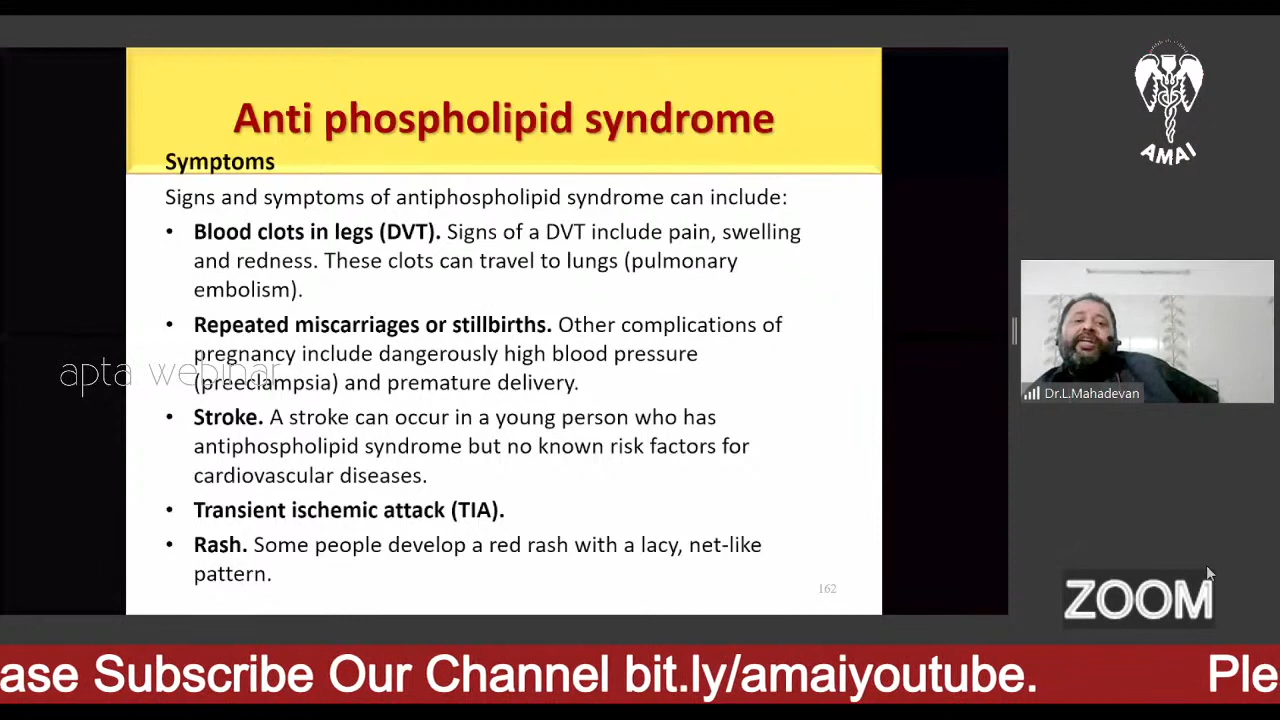 Anti phospholipid syndrome
Symptoms
Signs and symptoms of antiphospholipid syndrome can include:
• Blood clots in legs (DVT). Signs of a DVT include pain, swelling
and redness. These clots can travel to lungs (pulmonary
embolism).
• Repeated miscarriages or stillbirths. Other complications of
pregnancy include dangerously high blood pressure
(preeclampsia) and premature delivery.
• Stroke. A stroke can occur in a young person who has
antiphospholipid syndrome but no known risk factors for
cardiovascular diseases.
• Transient ischemic attack (TIA).
• Rash. Some people develop a red rash with a lacy, net-like
pattern.
162
apta webinar
AMAI
Dr.L.Mahadevan
ZOOM
ase Subscribe Our Channel bit.ly/amaiyoutube. Ple